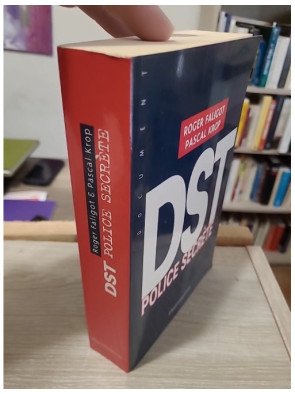 Roger Faligot & Pascal Krop
DST POLICE SECRÈTE
DOCUMENT
ROGER FALIGOT
PASCAL KROP
DST
POLICE SECRÈTE